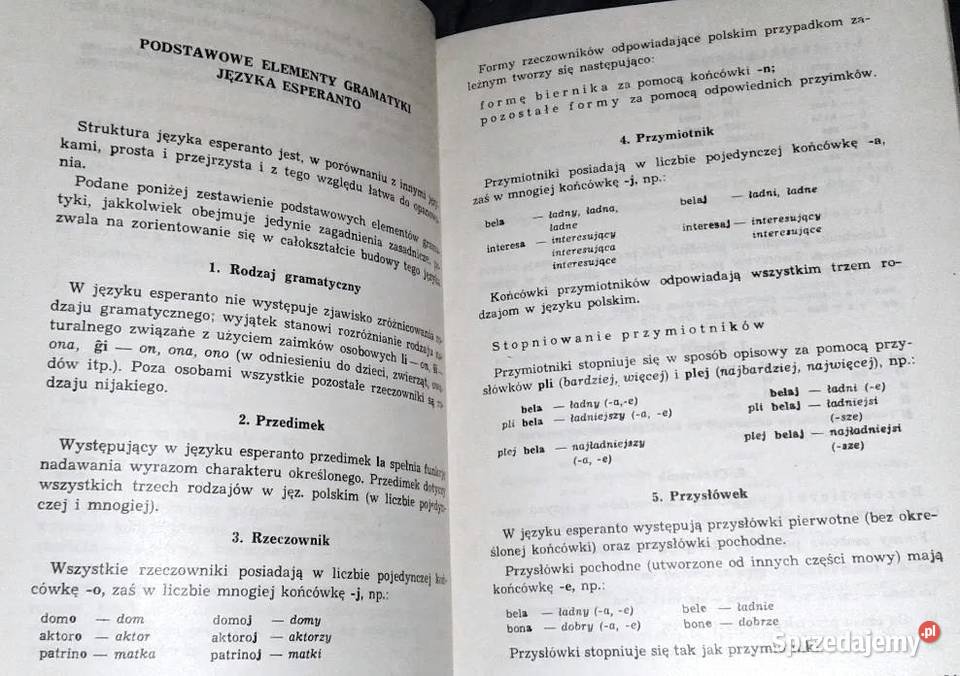 PODSTAWOWE ELEMENTY GRAMATYKI
JĘZYKA ESPERANTO
Struktura języka esperanto jest, w porównaniu z innymi języ-
kami, prosta i przejrzysta i z tego względu łatwa do opanowa-
nia.
Podane poniżej zestawienie podstawowych elementów grama-
tyki, jakkolwiek obejmuje jedynie zagadnienia zasadnicze,
zwala na zorientowanie się w całokształcie budowy tego języka.
1. Rodzaj gramatyczny
W języku esperanto nie występuje zjawisko zróżnicowania ro-
dzaju gramatycznego; wyjątek stanowi rozróżnianie rodzaju na-
turalnego związane z użyciem zaimków osobowych li — on, ŝi —
ona, ĝi — on, ona, ono (w odniesieniu do dzieci, zwierząt,
dów itp.). Poza osobami wszystkie pozostałe rzeczowniki są ro-
dzaju nijakiego.
2. Przedimek
Występujący w języku esperanto przedimek la spełnia funkcję
nadawania wyrazom charakteru określonego. Przedimek dotyczy
wszystkich trzech rodzajów w jęz. polskim (w liczbie pojedyn-
czej i mnogiej).
3. Rzeczownik
Wszystkie rzeczowniki posiadają w liczbie pojedynczej koń-
cówkę -o, zaś w liczbie mnogiej końcówkę -j, np.:
domo — dom domoj — domy
aktoro — aktor aktoroj — aktorzy
patrino — matka patrinoj — matki
Formy rzeczowników odpowiadające polskim przypadkom za-
leżnym tworzy się następująco:
formę biernika za pomocą końcówki -n;
pozostałe formy za pomocą odpowiednich przyimków.
4. Przymiotnik
Przymiotniki posiadają w liczbie pojedynczej końcówkę -a,
zaś w mnogiej końcówkę -j, np.:
bela — ładny, ładna, belaj — ładni, ładne
ładne
interesa — interesujący interesaj — interesujący
interesująca interesujące
interesujące
Końcówki przymiotników odpowiadają wszystkim trzem ro-
dzajom w języku polskim.
Stopniowanie przymiotników
Przymiotniki stopniuje się w sposób opisowy za pomocą przy-
słówków pli (bardziej, więcej) i plej (najbardziej, najwięcej), np.:
bela — ładny (-a,-e) belaj — ładni (-e)
pli bela — ładniejszy (-a, -e) pli belaj — ładniejsi
(-sze)
plej bela — najładniejszy plej belaj — najładniejsi
(-a, -e) (-sze)
5. Przysłówek
W języku esperanto występują przysłówki pierwotne (bez okre-
ślonej końcówki) oraz przysłówki pochodne.
Przysłówki pochodne (utworzone od innych części mowy) mają
końcówkę -e, np.:
bela — ładny (-a, -e) bele — ładnie
bona — dobry (-a, -e) bone — dobrze
Przysłówki stopniuje się tak jak przymiotniki.
Sprzedajemy.pl